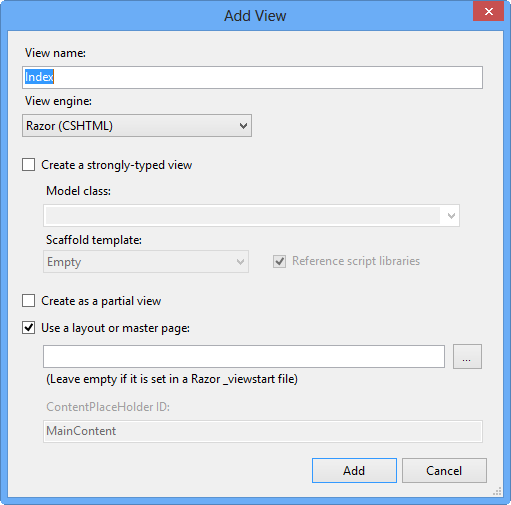 Add View
View name:
Index
View engine:
Razor (CSHTML)
Create a strongly-typed view
Model class:
Scaffold template:
Empty
Reference script libraries
Create as a partial view
Use a layout or master page:
...
(Leave empty if it is set in a Razor _viewstart file)
ContentPlaceHolder ID:
MainContent
Add
Cancel